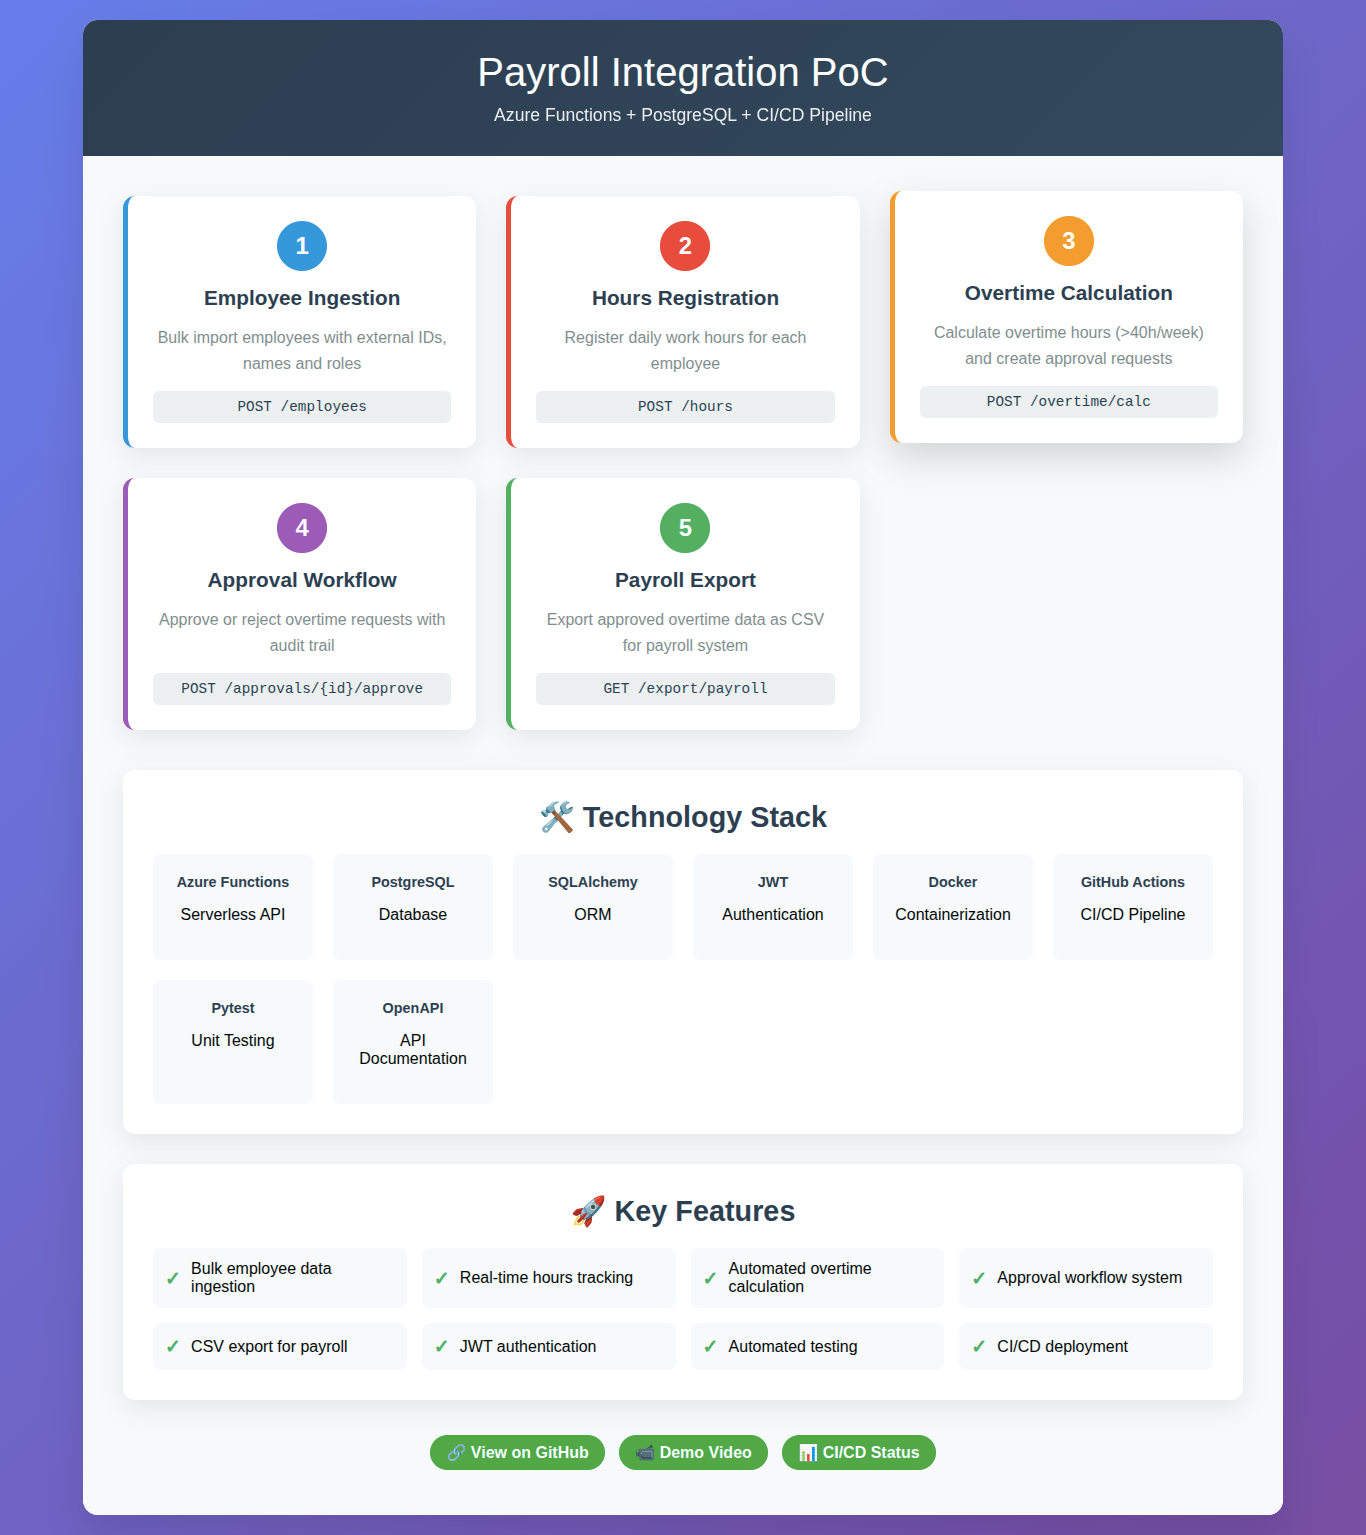 Payroll Integration PoC
Azure Functions + PostgreSQL + CI/CD Pipeline
1
Employee Ingestion
Bulk import employees with external IDs,
names and roles
POST /employees
2
Hours Registration
Register daily work hours for each
employee
POST /hours
3
Overtime Calculation
Calculate overtime hours (>40h/week)
and create approval requests
POST /overtime/calc
4
Approval Workflow
Approve or reject overtime requests with
audit trail
POST /approvals/{id}/approve
5
Payroll Export
Export approved overtime data as CSV
for payroll system
GET /export/payroll
🛠️ Technology Stack
Azure Functions
Serverless API
PostgreSQL
Database
SQLAlchemy
ORM
JWT
Authentication
Docker
Containerization
GitHub Actions
CI/CD Pipeline
Pytest
Unit Testing
OpenAPI
API
Documentation
🚀 Key Features
✓ Bulk employee data
ingestion
✓ Real-time hours tracking
✓ Automated overtime
calculation
✓ Approval workflow system
✓ CSV export for payroll
✓ JWT authentication
✓ Automated testing
✓ CI/CD deployment
🔗 View on GitHub
📹 Demo Video
📊 CI/CD Status